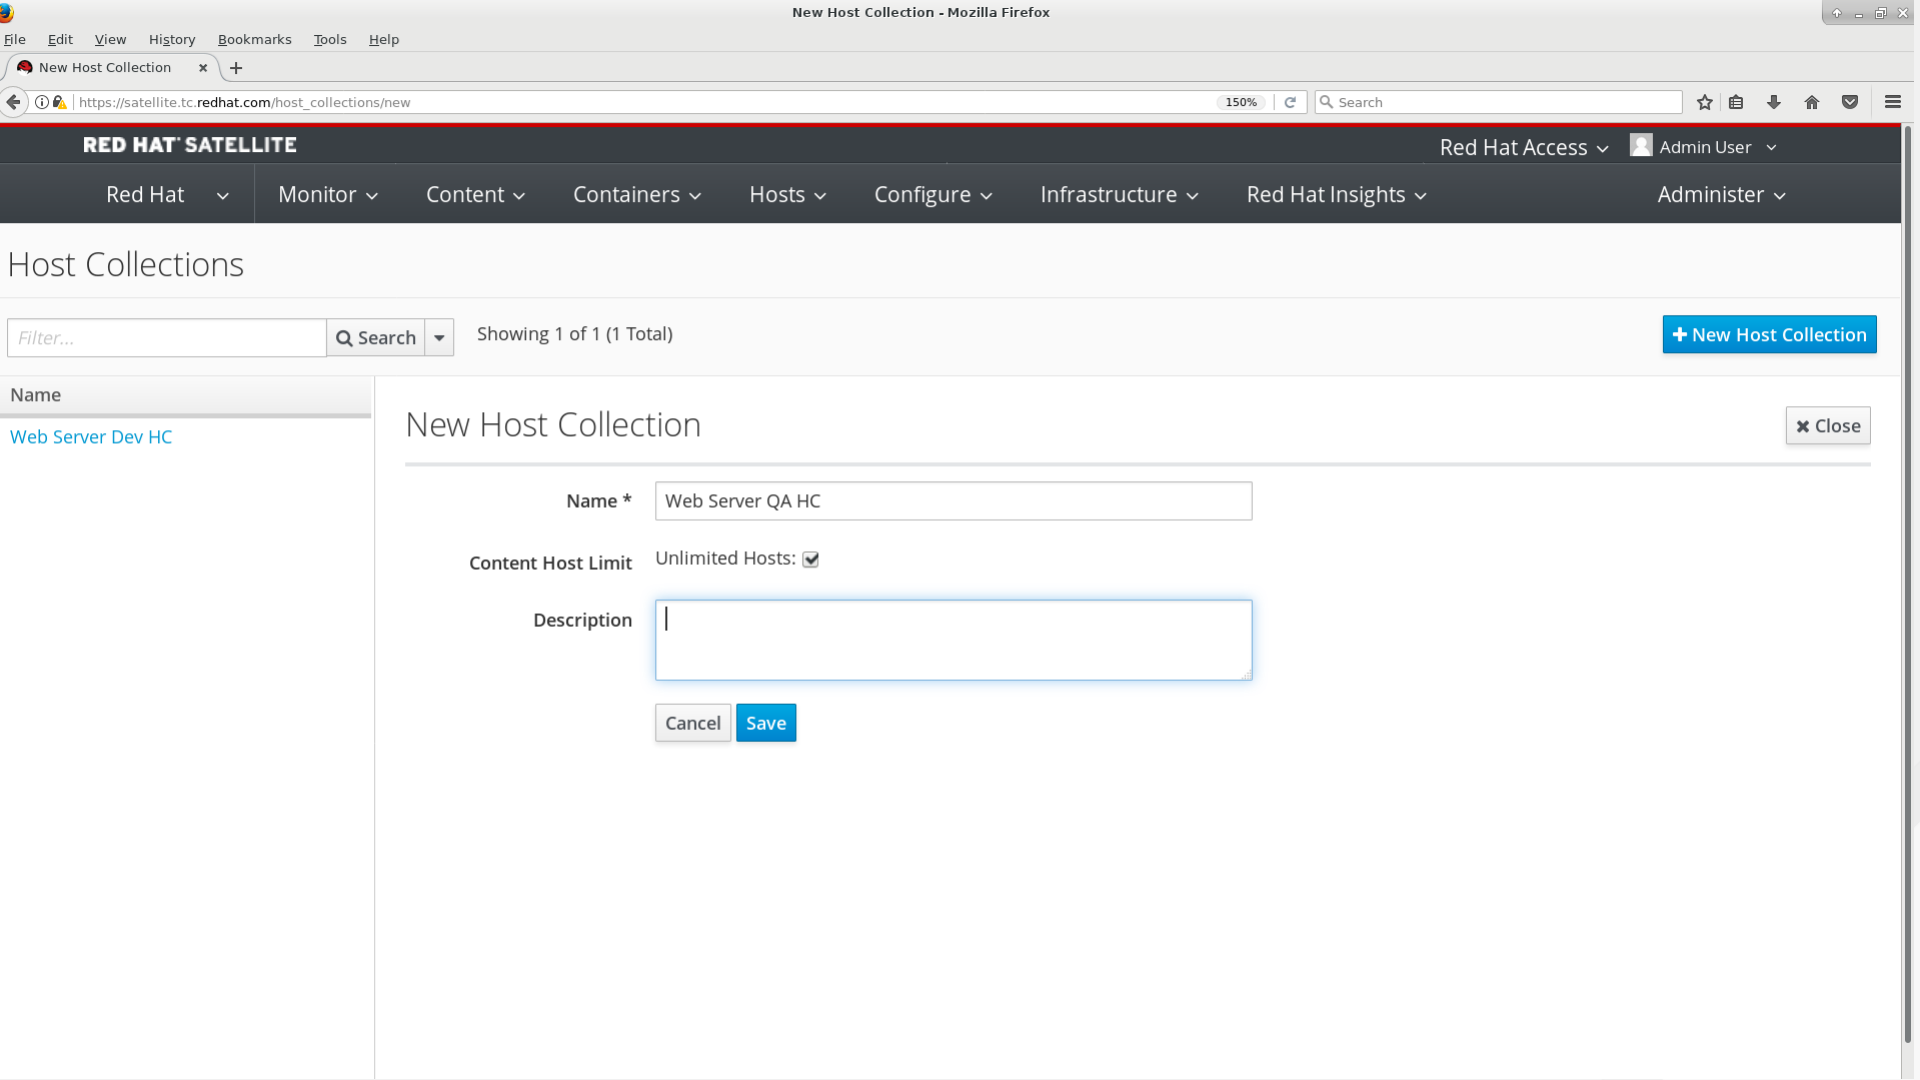 New Host Collection - Mozilla Firefox
File Edit View History Bookmarks Tools Help
New Host Collection
https://satellite.tc.redhat.com/host_collections/new 150% Search
RED HAT SATELLITE Red Hat Access Admin User
Red Hat Monitor Content Containers Hosts Configure Infrastructure Red Hat Insights Administer
Host Collections
Filter... Search Showing 1 of 1 (1 Total) New Host Collection
Name
Web Server Dev HC
New Host Collection Close
Name * Web Server QA HC
Content Host Limit Unlimited Hosts:
Description
Cancel Save